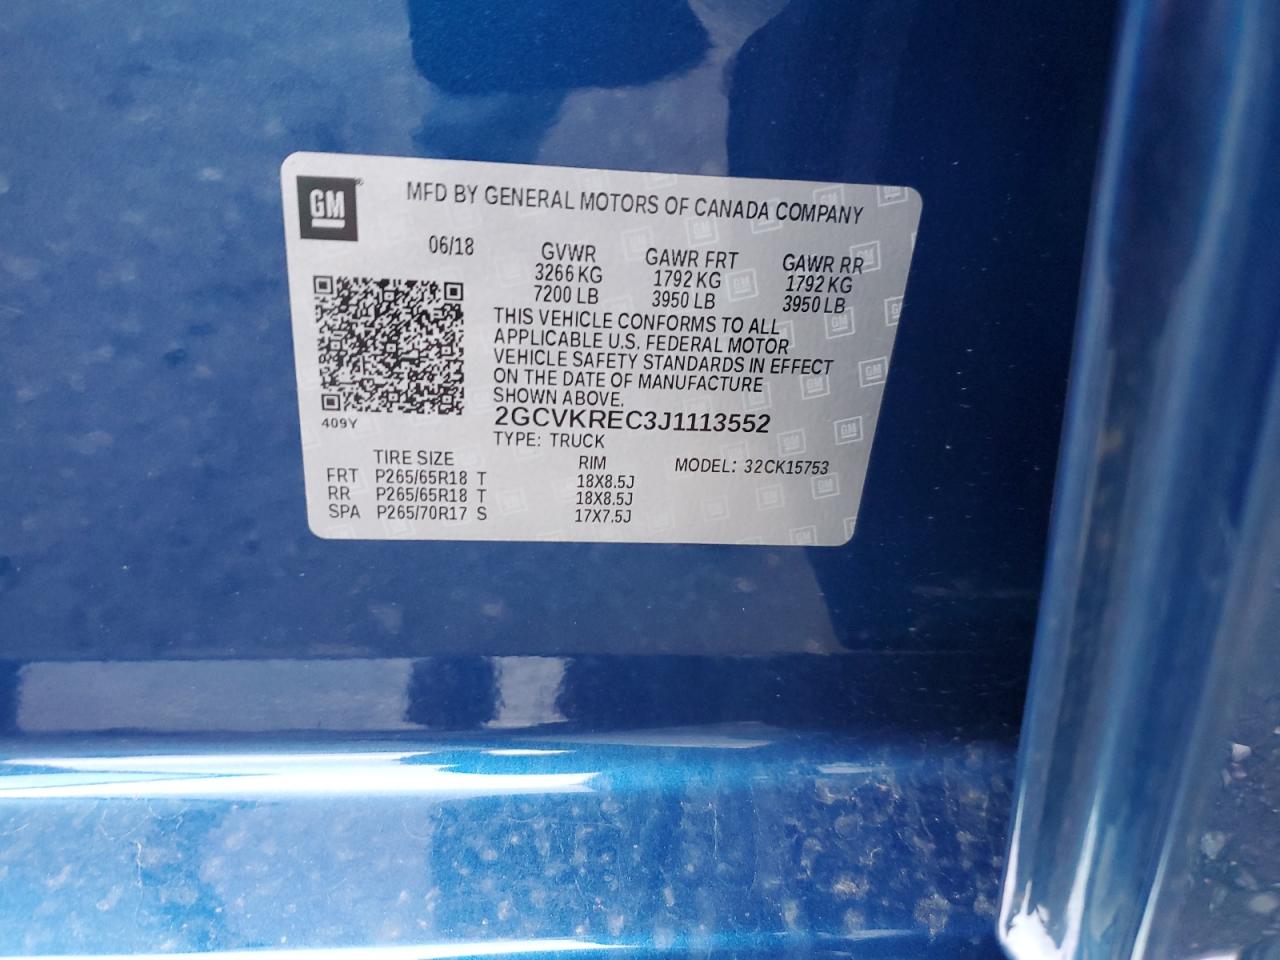 GM
MFD BY GENERAL MOTORS OF CANADA COMPANY
06/18 GVWR GAWR FRT GAWR RR
3266 KG 1792 KG 1792 KG
7200 LB 3950 LB 3950 LB
THIS VEHICLE CONFORMS TO ALL
APPLICABLE U.S. FEDERAL MOTOR
VEHICLE SAFETY STANDARDS IN EFFECT
ON THE DATE OF MANUFACTURE
SHOWN ABOVE.
409Y
2GCVKREC3J1113552
TYPE: TRUCK
TIRE SIZE RIM MODEL: 32CK15753
FRT P265/65R18 T 18X8.5J
RR P265/65R18 T 18X8.5J
SPA P265/70R17 S 17X7.5J